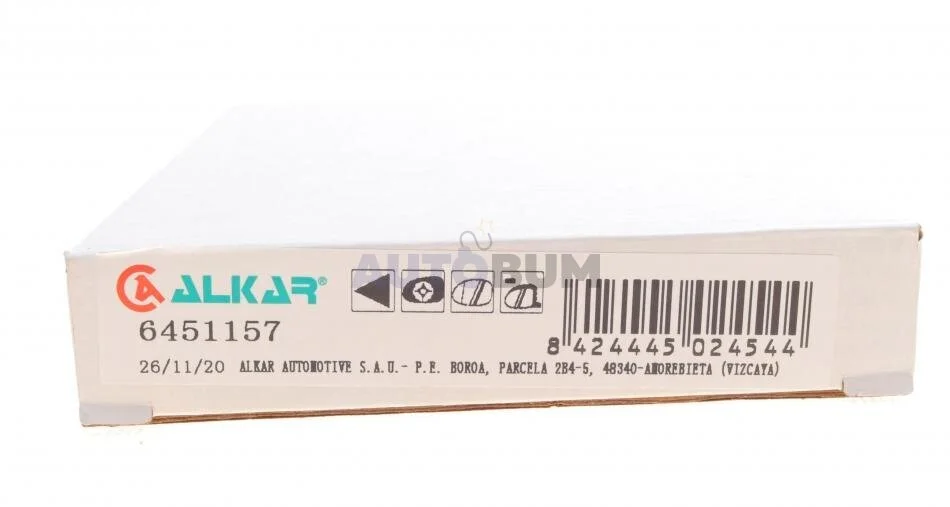 AUTOBUM
ALKAR®
6451157
8 424445 024544
26/11/20 ALKAR AUTOMOTIVE S.A.U.- P.E. BOROA, PARCELA 2B4-5, 48340-AMOREBIETA (VIZCAYA)